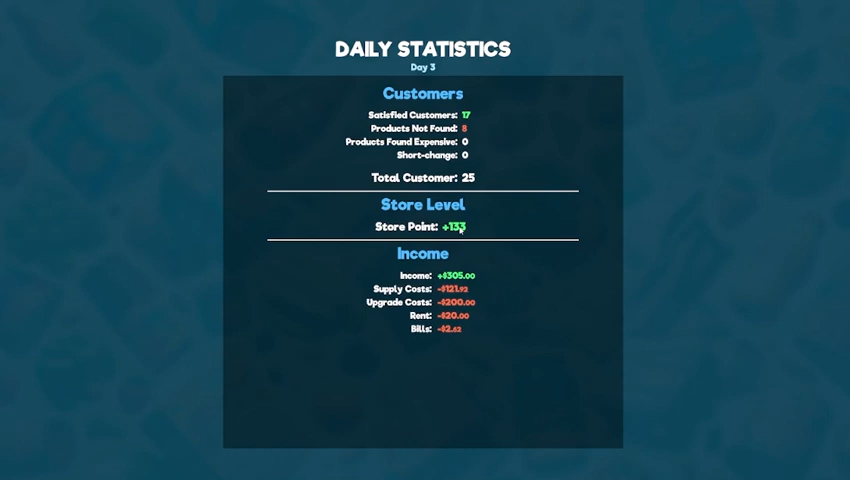 DAILY STATISTICS
Day 3
Customers
Satisfied Customers: 17
Products Not Found: 8
Products Found Expensive: 0
Short-change: 0
Total Customer: 25
Store Level
Store Point: +133
Income
Income: +$305.00
Supply Costs: -$121.92
Upgrade Costs: -$200.00
Rent: -$20.00
Bills: -$2.62